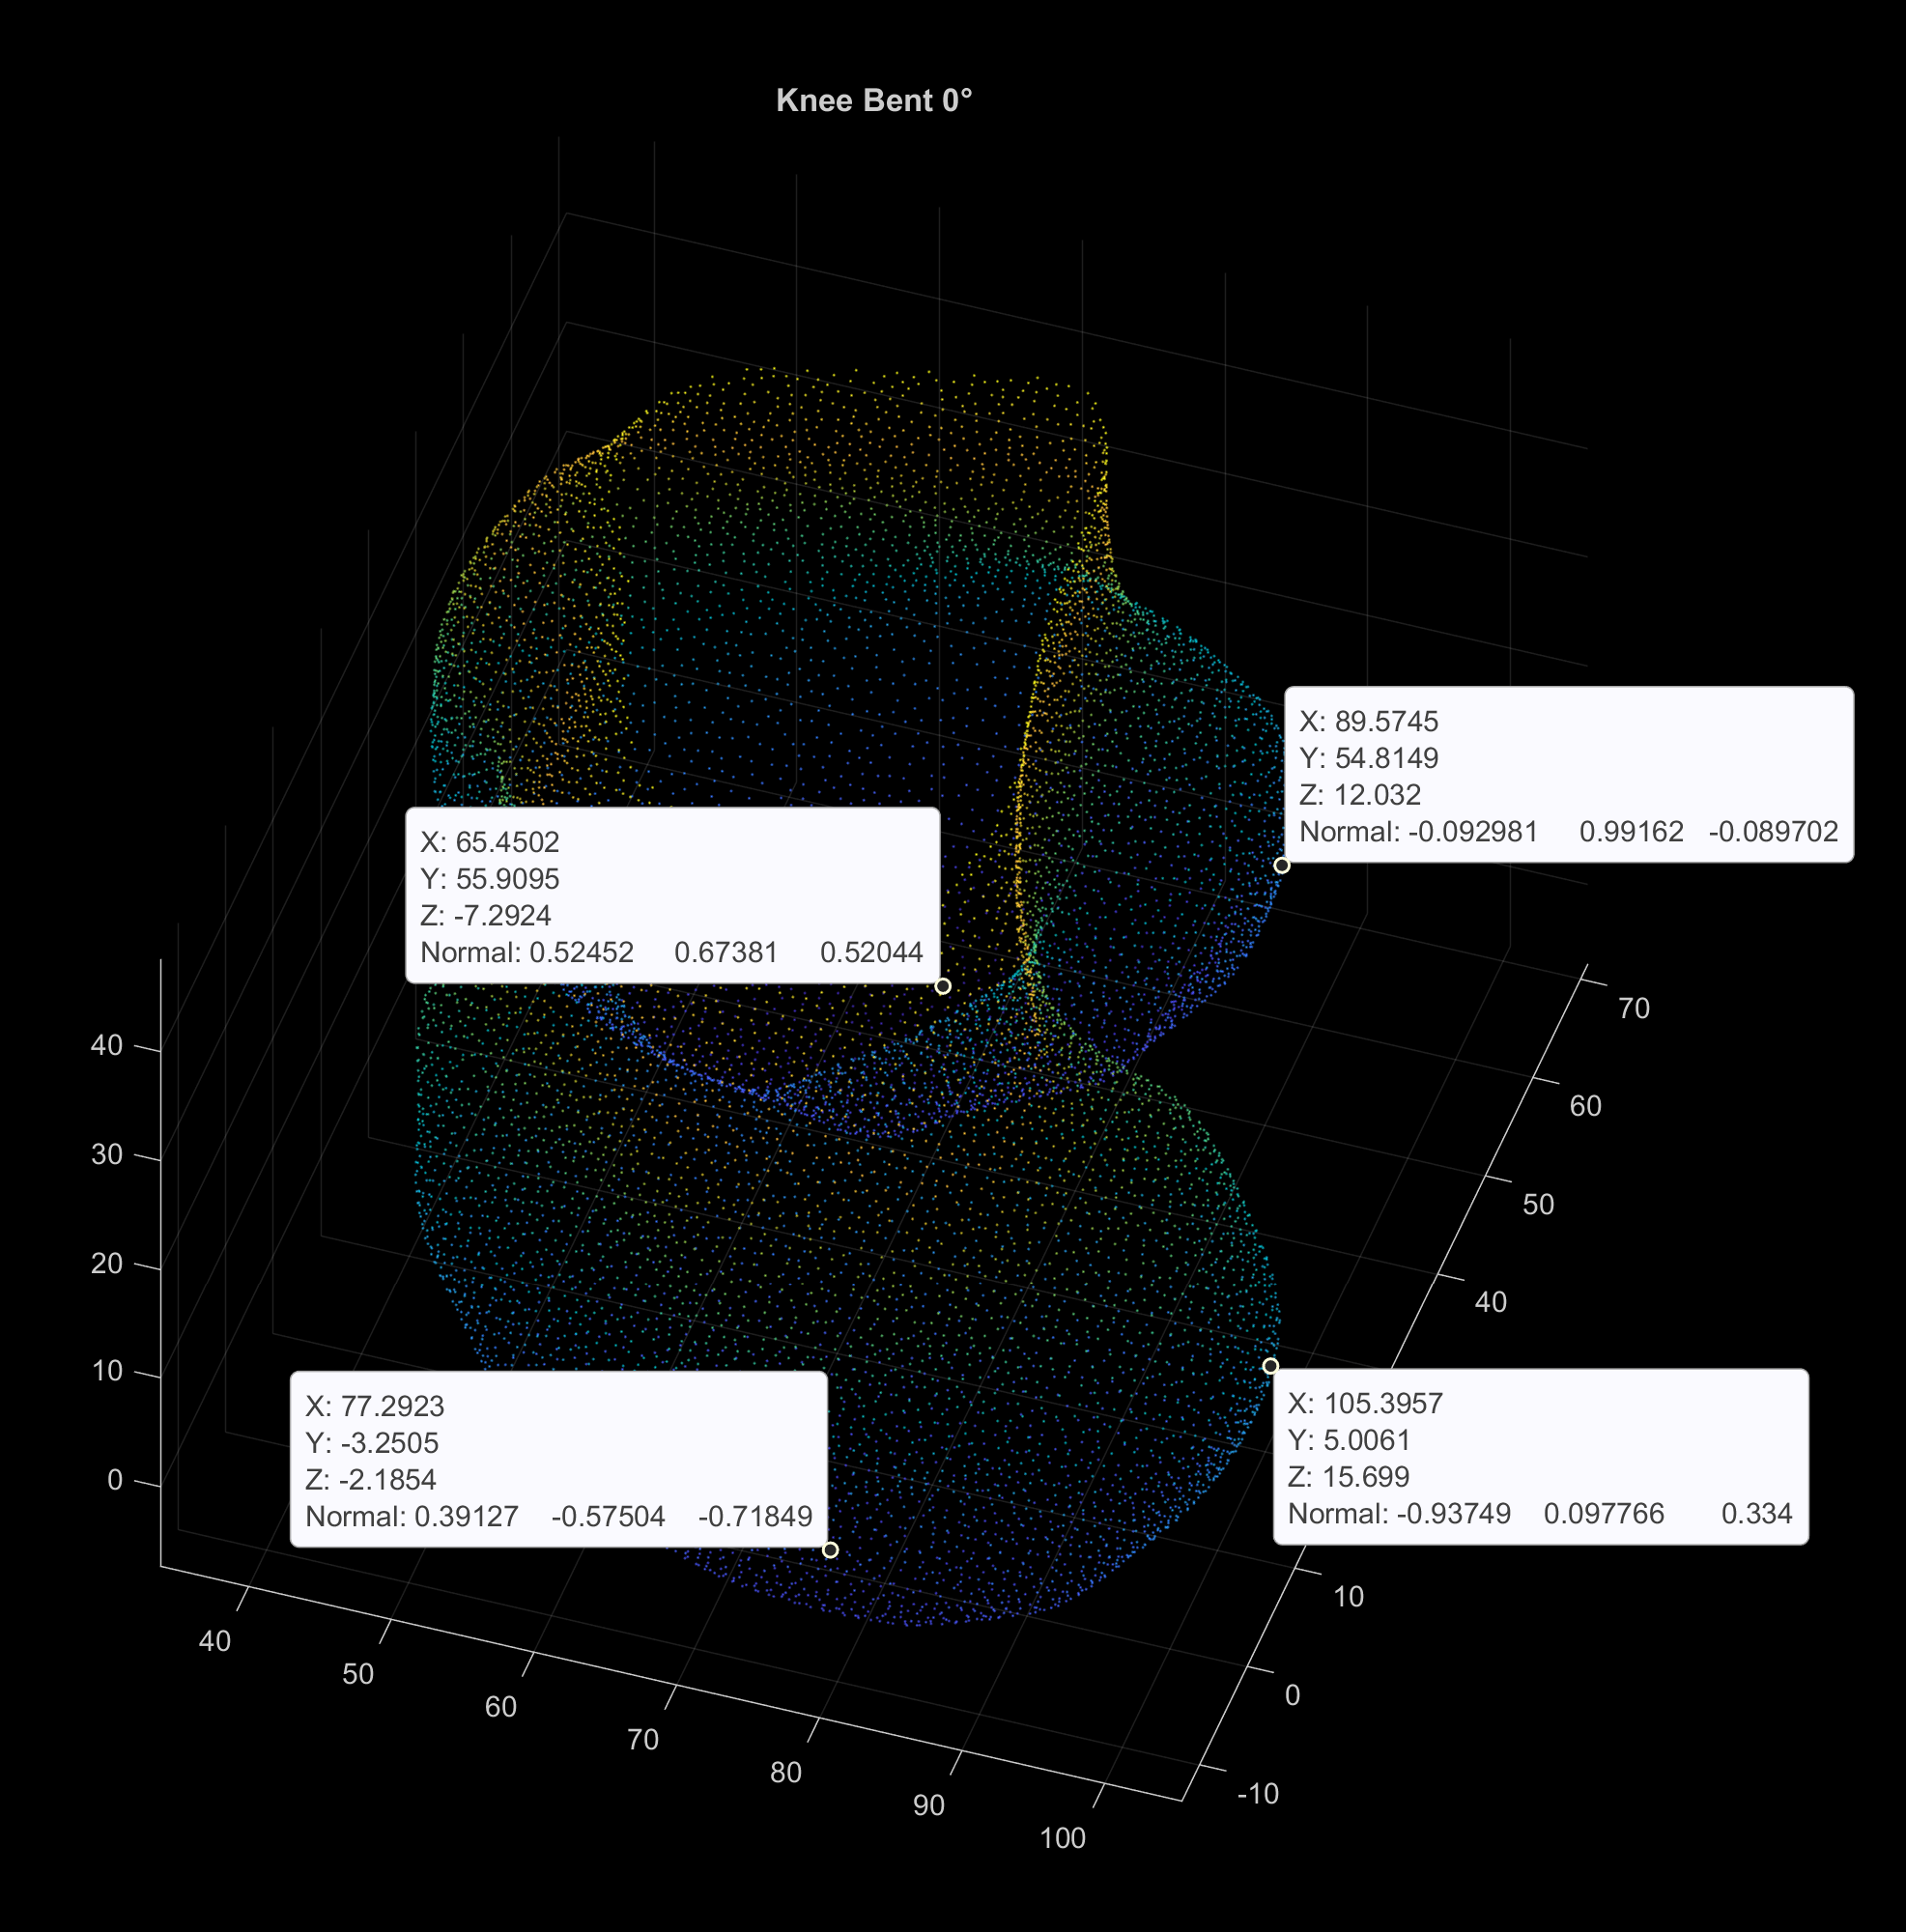 Knee Bent 0°
X: 89.5745
Y: 54.8149
Z: 12.032
Normal: -0.092981 0.99162 -0.089702
X: 65.4502
Y: 55.9095
Z: -7.2924
Normal: 0.52452 0.67381 0.52044
X: 77.2923
Y: -3.2505
Z: -2.1854
Normal: 0.39127 -0.57504 -0.71849
X: 105.3957
Y: 5.0061
Z: 15.699
Normal: -0.93749 0.097766 0.334
40
30
20
10
0
40
50
60
70
80
90
100
70
60
50
40
10
0
-10